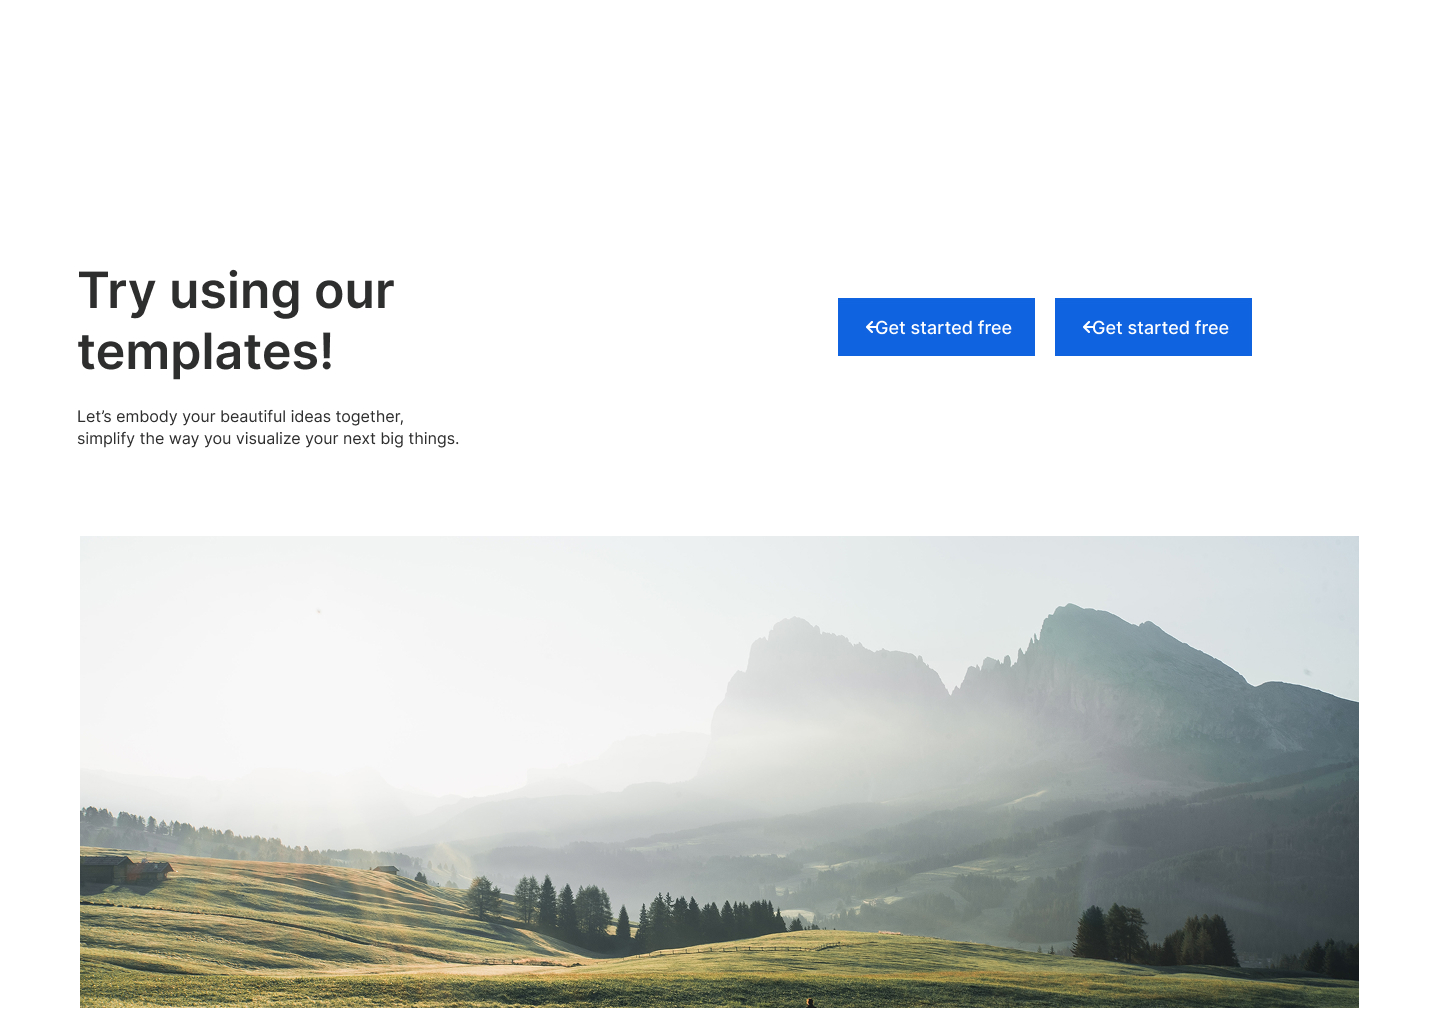 Try using our
templates!
Let’s embody your beautiful ideas together,
simplify the way you visualize your next big things.
Get started free
Get started free